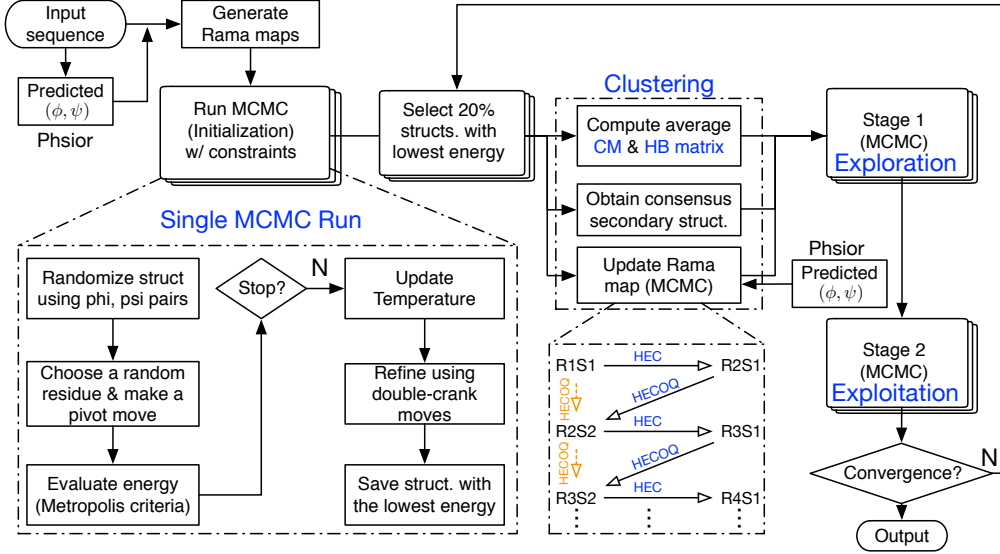 Input
sequence
Generate
Rama maps
Predicted
(ϕ, ψ)
Phsior
Run MCMC
(Initialization)
w/ constraints
Select 20%
structs. with
lowest energy
Clustering
Compute average
CM & HB matrix
Obtain consensus
secondary struct.
Update Rama
map (MCMC)
Phsior
Predicted
(ϕ, ψ)
Stage 1
(MCMC)
Exploration
Stage 2
(MCMC)
Exploitation
Convergence?
N
Output
Single MCMC Run
Randomize struct
using phi, psi pairs
Choose a random
residue & make a
pivot move
Evaluate energy
(Metropolis criteria)
Stop?
N
Update
Temperature
Refine using
double-crank
moves
Save struct. with
the lowest energy
R1S1 HEC R2S1
HECOQ HECOQ
R2S2 HEC R3S1
HECOQ HECOQ
R3S2 HEC R4S1